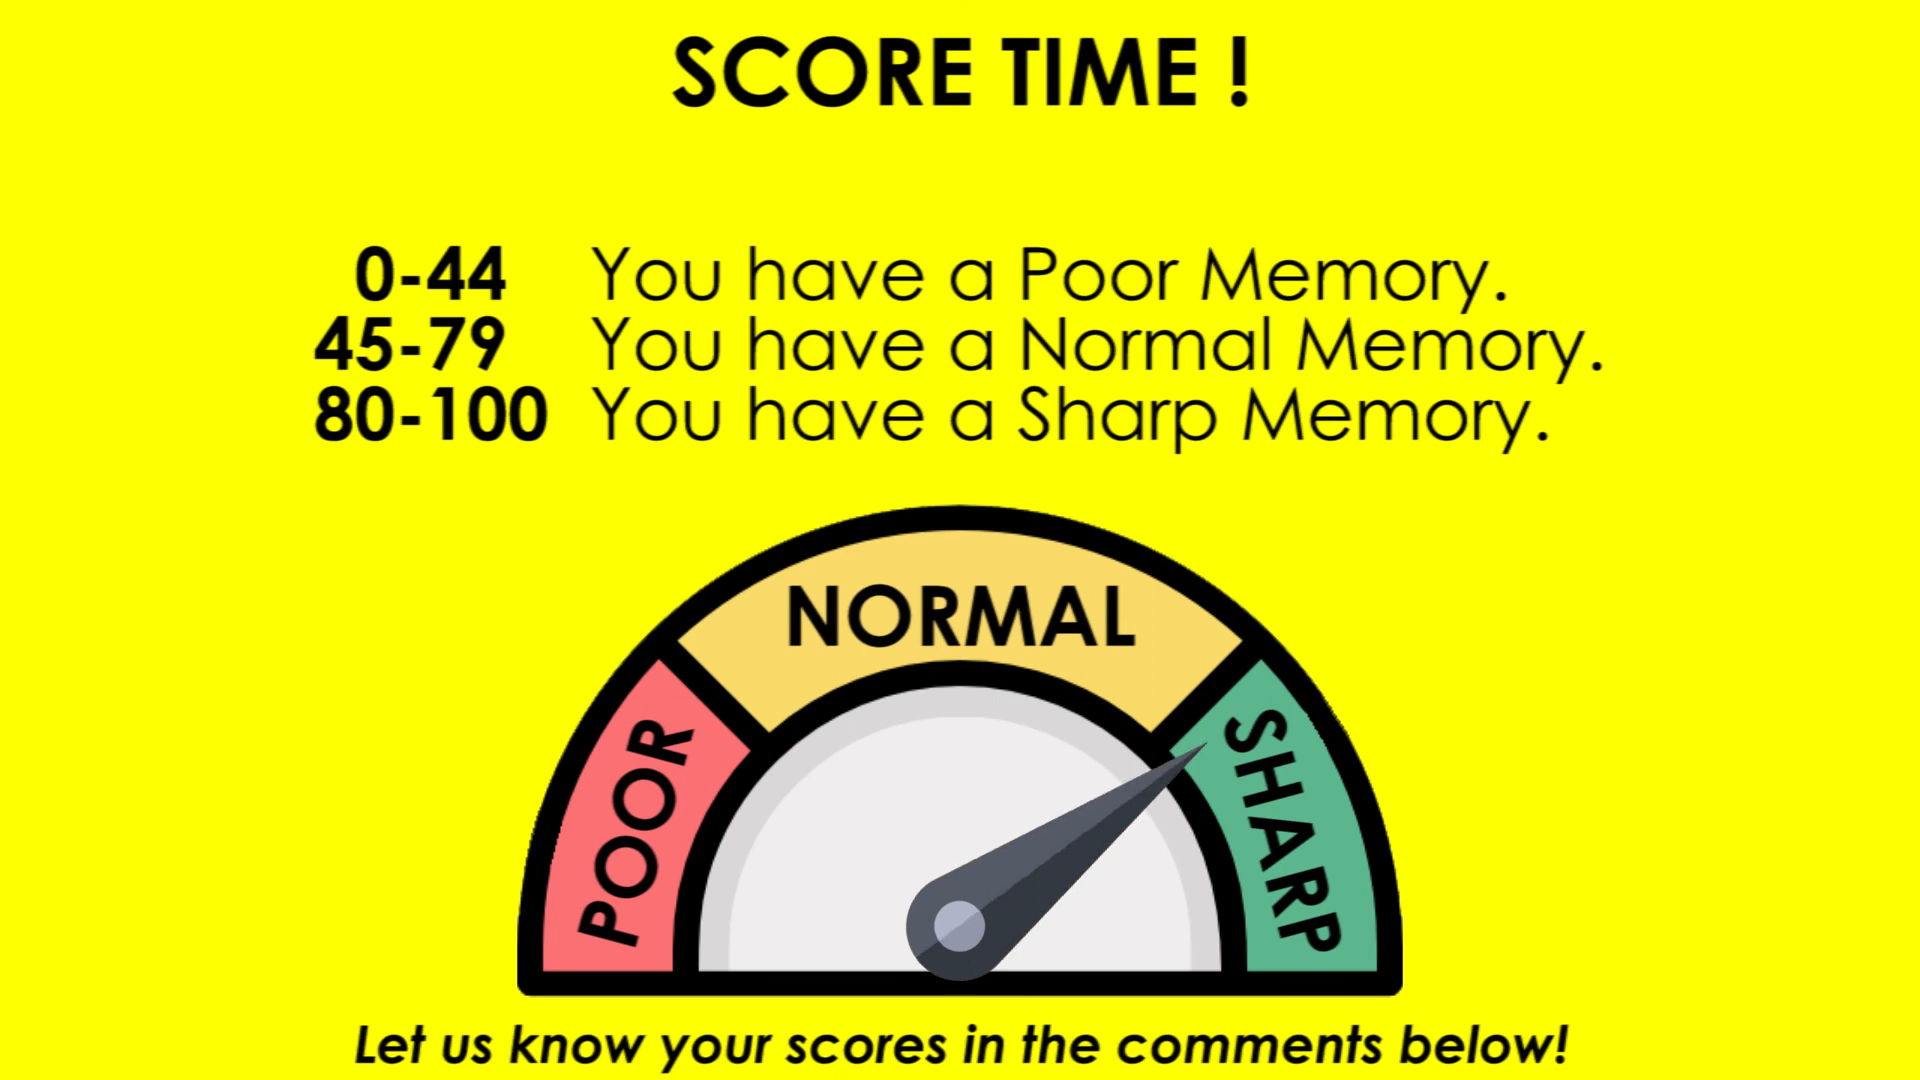 SCORE TIME !
0-44 You have a Poor Memory.
45-79 You have a Normal Memory.
80-100 You have a Sharp Memory.
NORMAL
POOR
SHARP
Let us know your scores in the comments below!